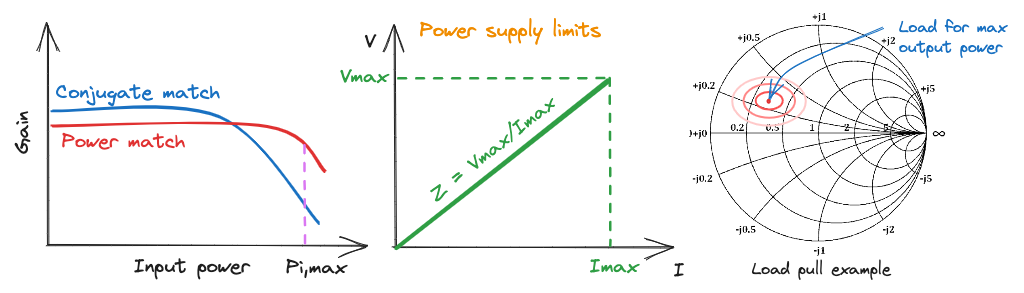 Gain
Conjugate match
Power match
Input power
Pi,max
Power supply limits
V
Vmax
Z = Vmax/Imax
Imax
I
Load for max
output power
+j1
+j0.5
+j2
+j0.2
+j5
)+j0
0.2
0.5
1
2
∞
-j0.2
-j5
-j0.5
-j2
-j1
Load pull example